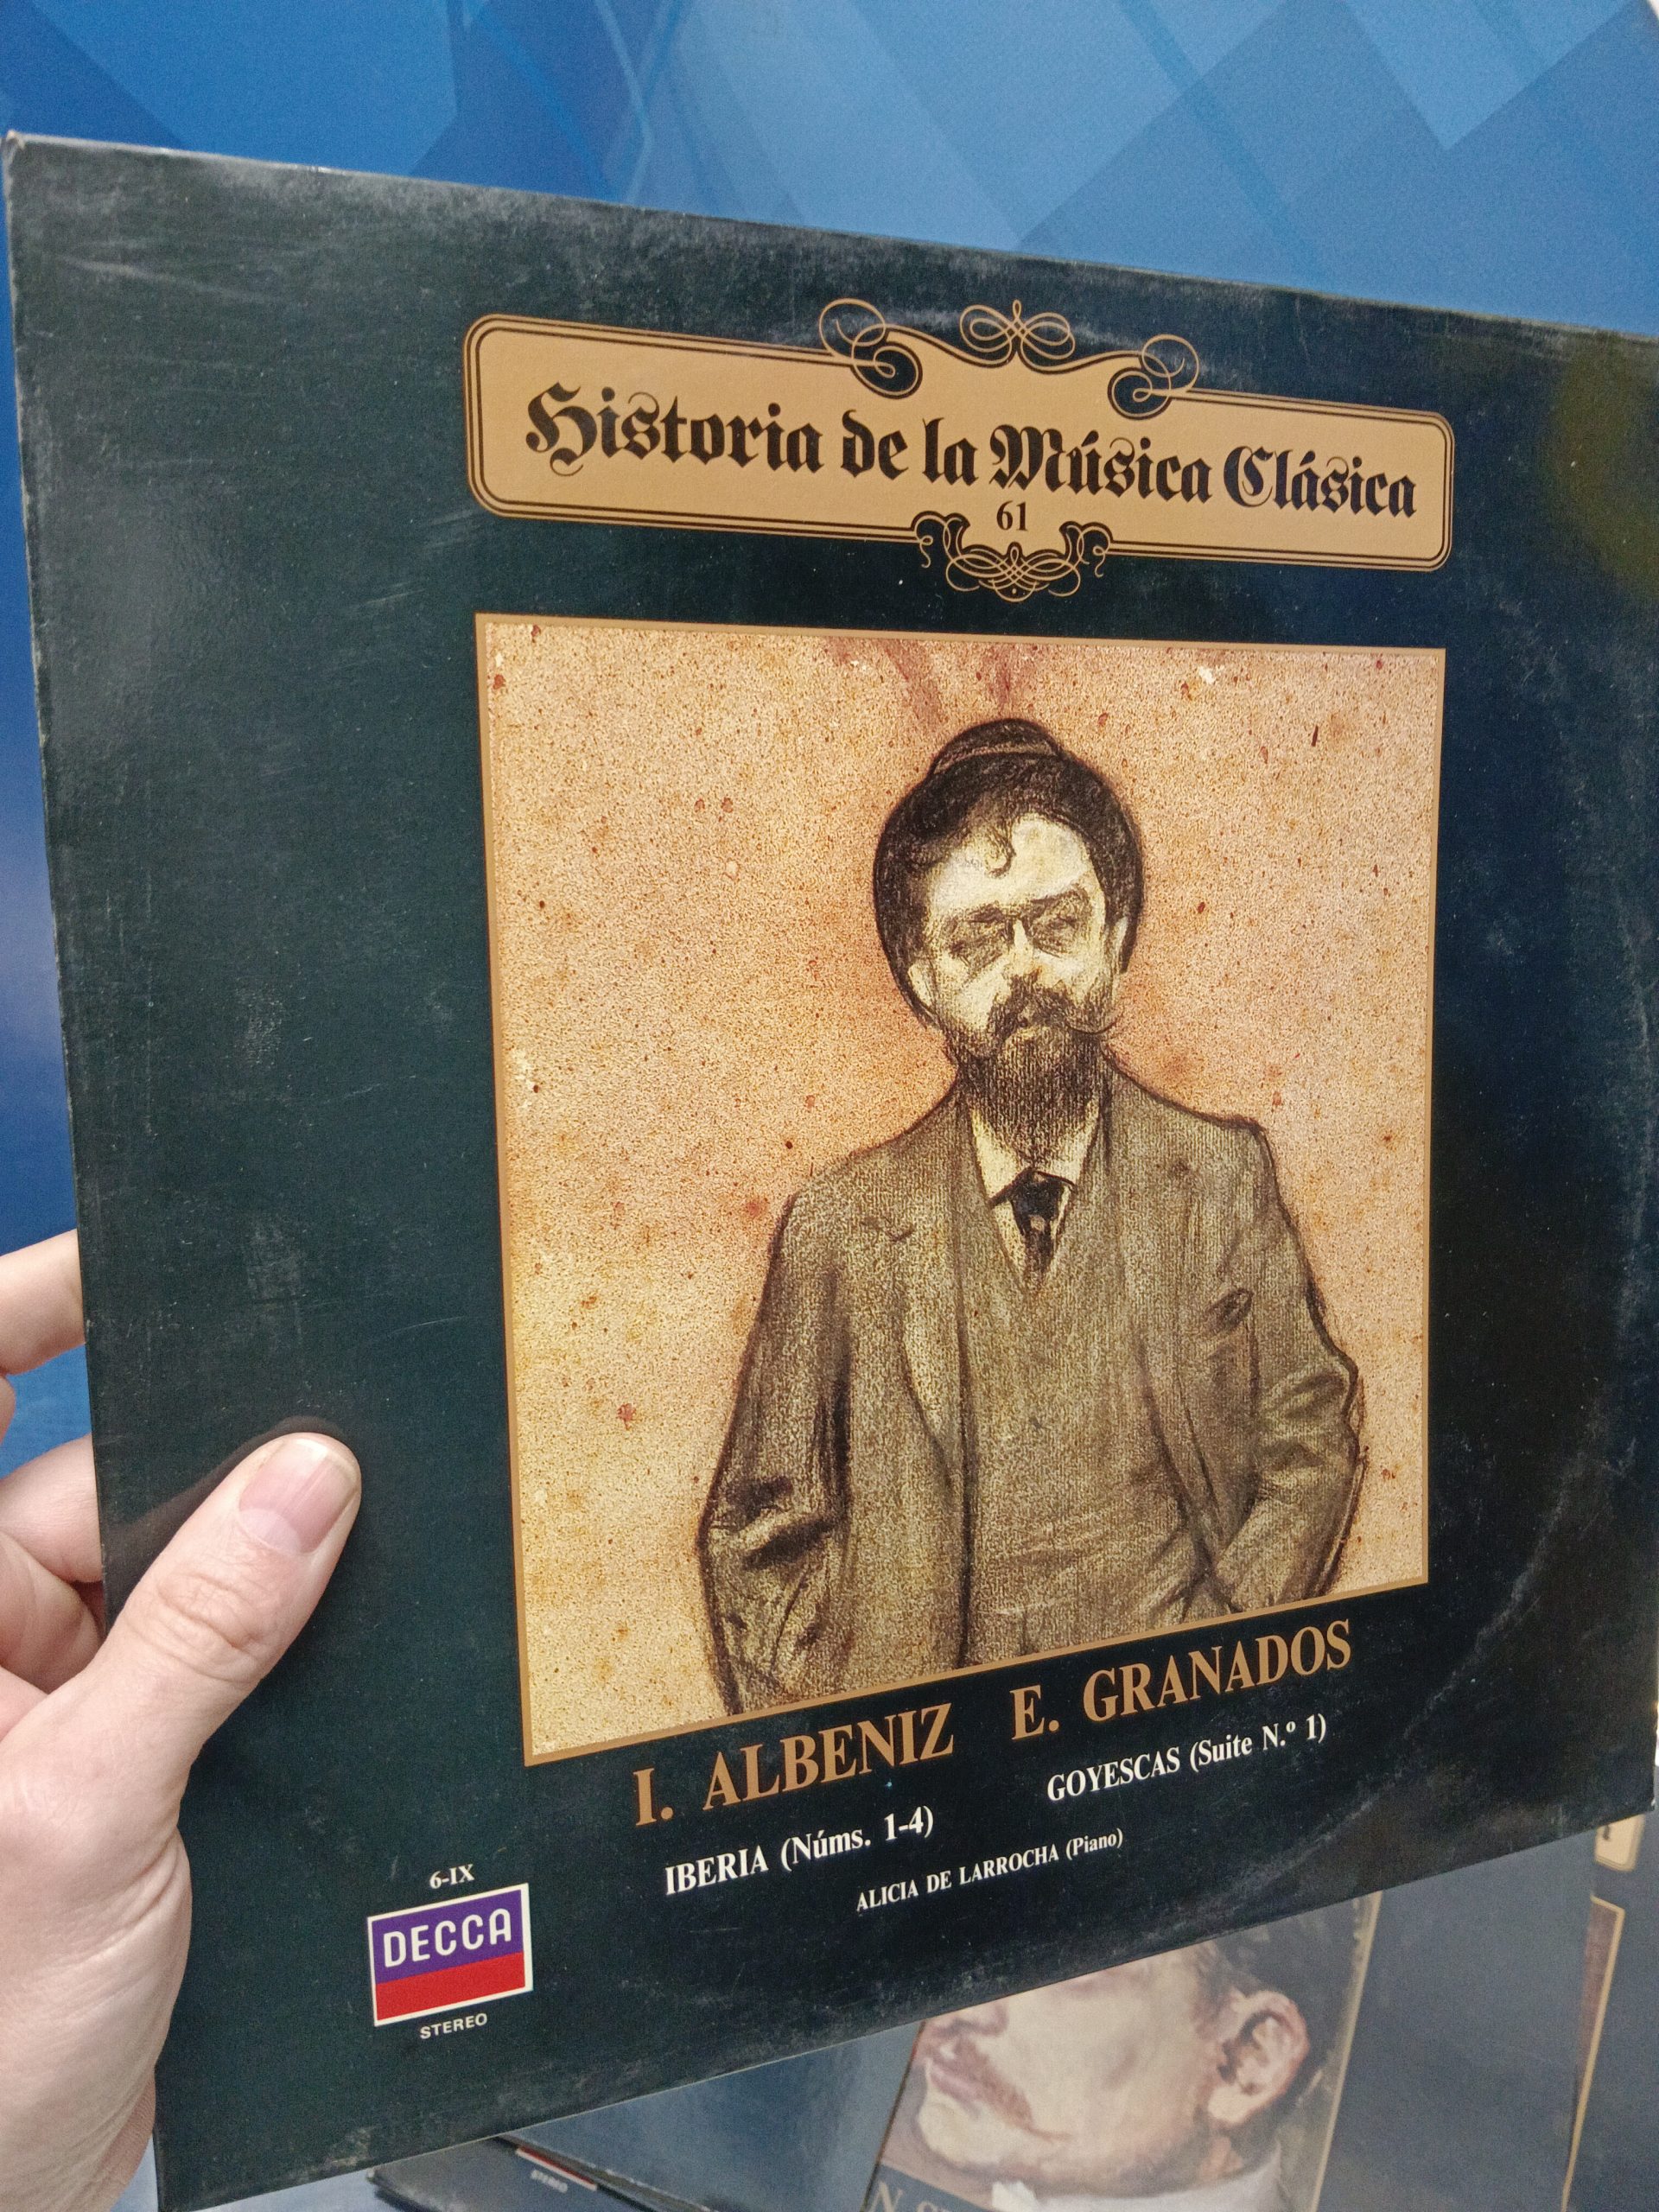 Historia de la Música Clásica
61
I. ALBENIZ E. GRANADOS
IBERIA (Núms. 1-4) GOYESCAS (Suite N.º 1)
ALICIA DE LARROCHA (Piano)
6-IX
DECCA
STEREO
STEREO